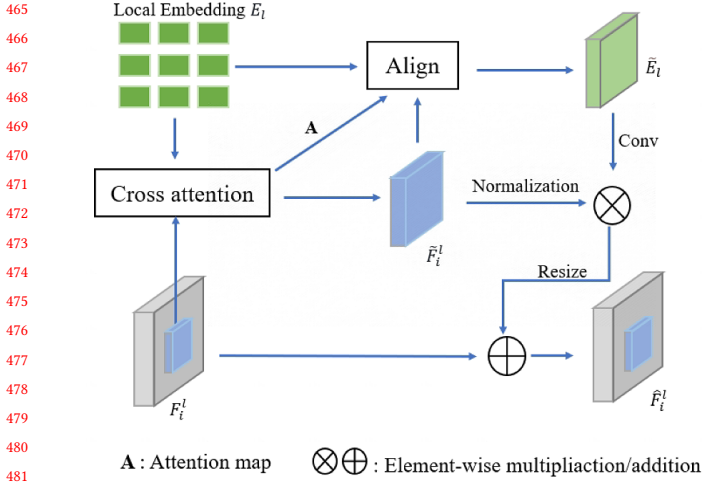 465
466
467
468
469
470
471
472
473
474
475
476
477
478
479
480
481
Local Embedding E_l
Align
Ẽ_l
A
Conv
Cross attention
Normalization
F̃_i^l
Resize
F_i^l
F̂_i^l
A : Attention map
⊗⊕ : Element-wise multipliaction/addition